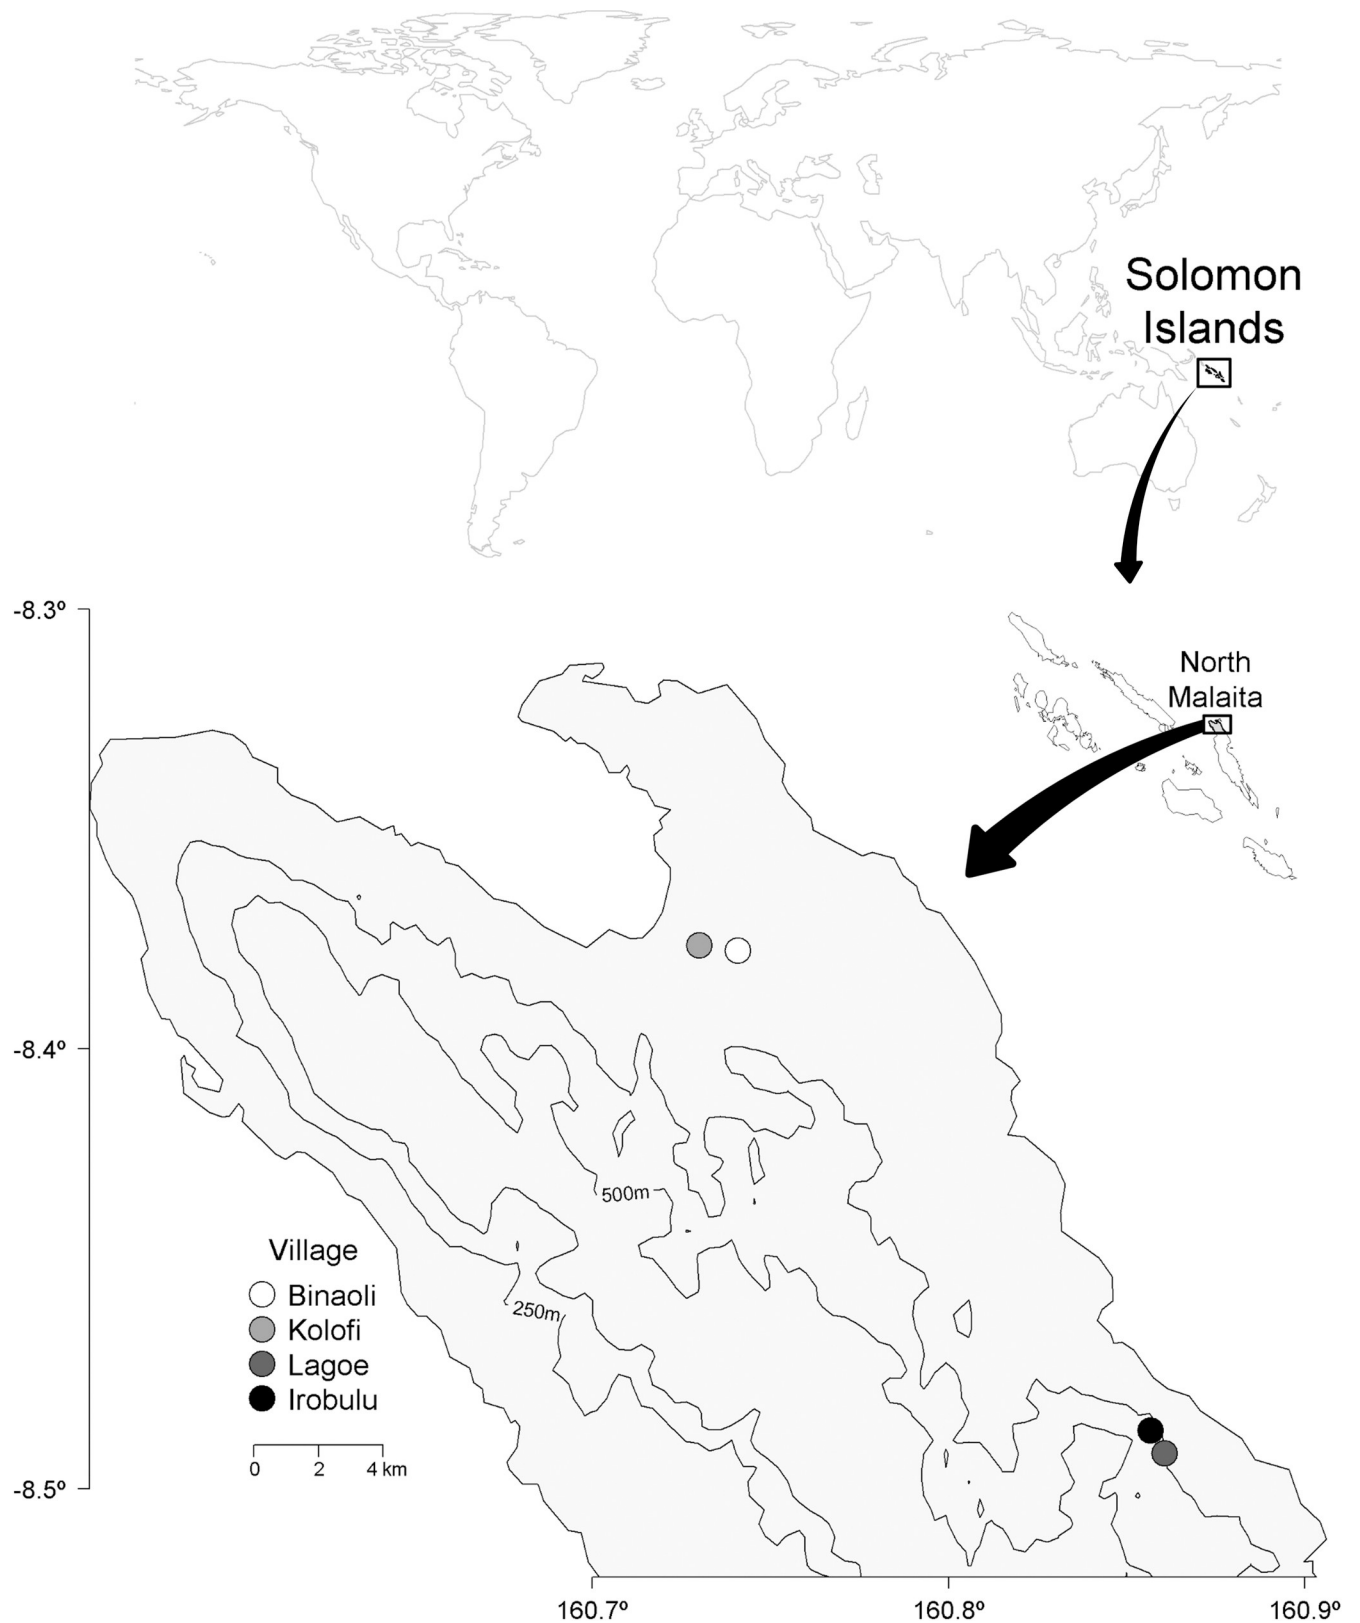 Solomon
Islands
-8.3º
North
Malaita
-8.4º
500m
Village
Binaoli
250m
Kolofi
Lagoe
Irobulu
0 2 4 km
-8.5º
160.7º 160.8º 160.9º